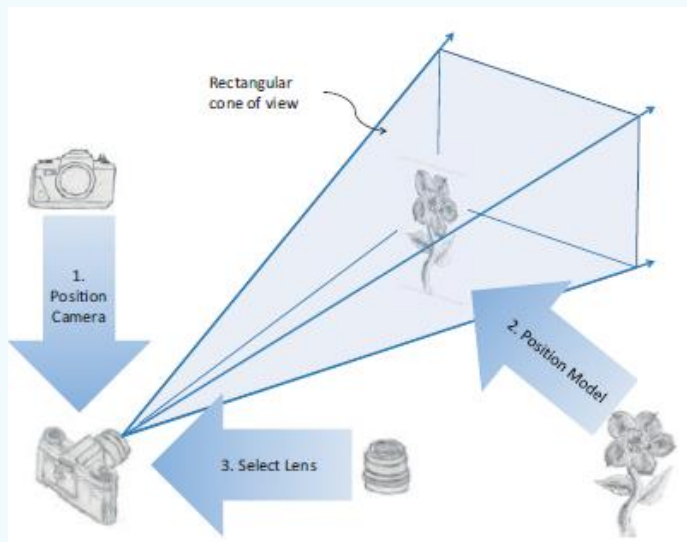 Rectangular
cone of view
1.
Position
Camera
2. Position Model
3. Select Lens